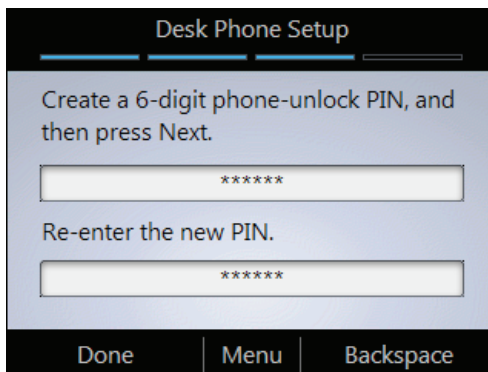 Desk Phone Setup
Create a 6-digit phone-unlock PIN, and
then press Next.
******
Re-enter the new PIN.
******
Done Menu Backspace